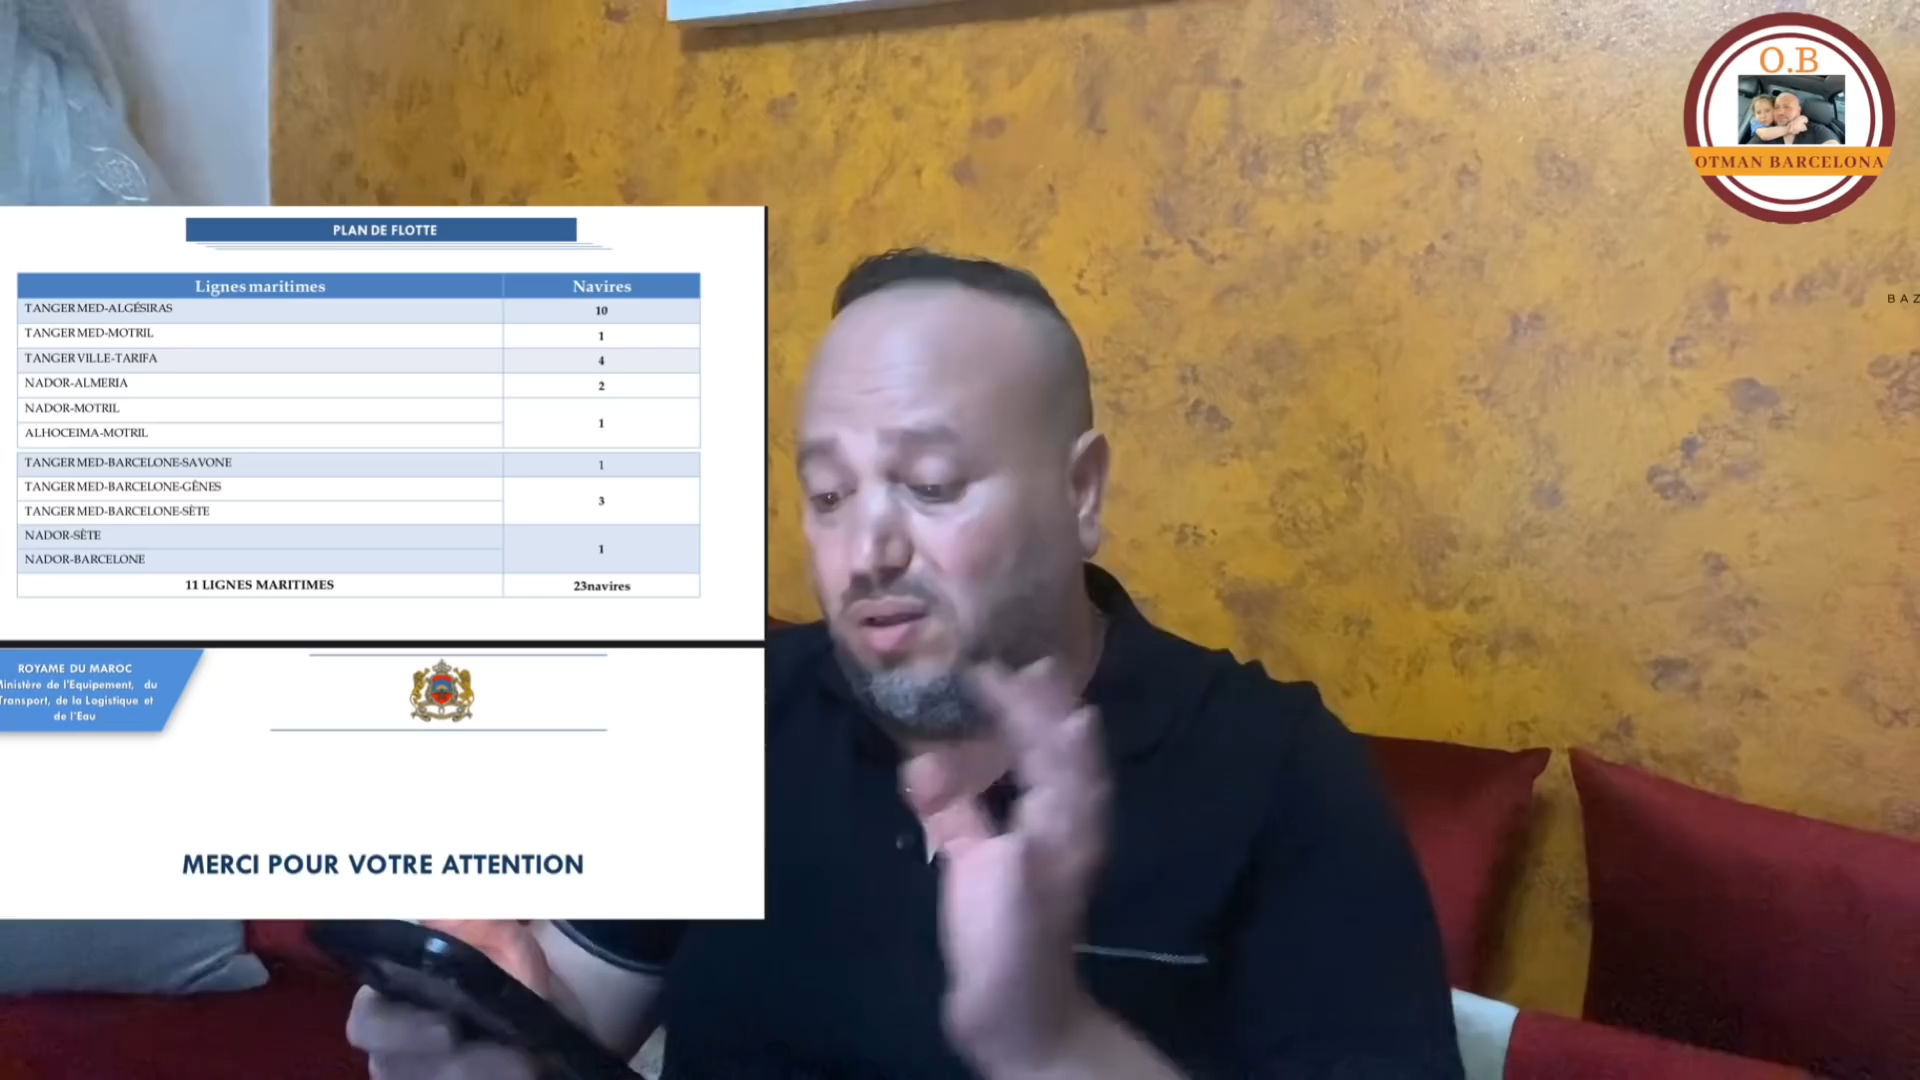 O.B
OTMAN BARCELONA
BAZ
PLAN DE FLOTTE
Lignes maritimes Navires
TANGER MED-ALGÉSIRAS 10
TANGER MED-MOTRIL 1
TANGER VILLE-TARIFA 4
NADOR-ALMERIA 2
NADOR-MOTRIL
ALHOCEIMA-MOTRIL 1
TANGER MED-BARCELONE-SAVONE 1
TANGER MED-BARCELONE-GÊNES
TANGER MED-BARCELONE-SÈTE 3
NADOR-SÈTE
NADOR-BARCELONE 1
11 LIGNES MARITIMES 23navires
ROYAME DU MAROC
inistère de l'Equipement, du
Transport, de la Logistique et
de l'Eau
MERCI POUR VOTRE ATTENTION